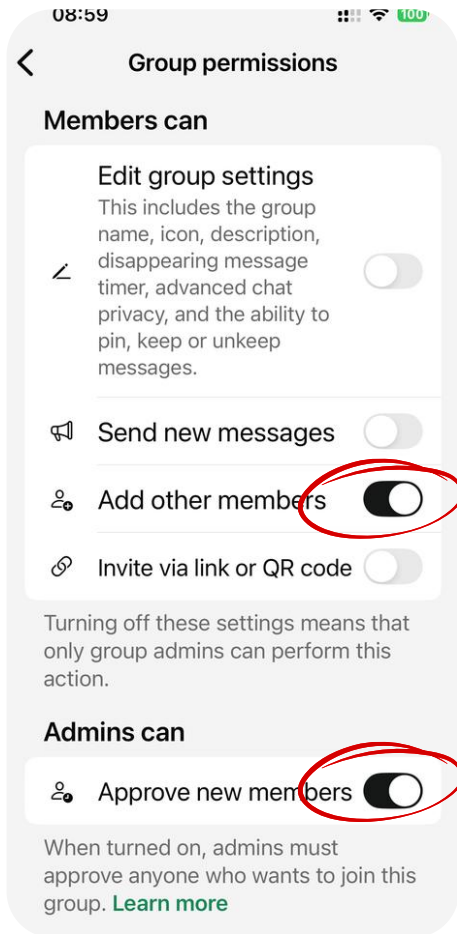 08:59
100
Group permissions
Members can
Edit group settings
This includes the group
name, icon, description,
disappearing message
timer, advanced chat
privacy, and the ability to
pin, keep or unkeep
messages.
Send new messages
Add other members
Invite via link or QR code
Turning off these settings means that
only group admins can perform this
action.
Admins can
Approve new members
When turned on, admins must
approve anyone who wants to join this
group. Learn more